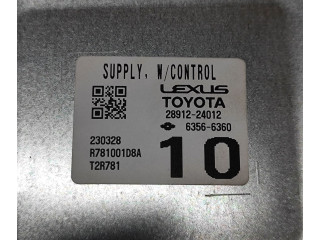 SUPPLY, W/CONTROL
LEXUS
TOYOTA
28912-24012
6356-6360
230328
R781001D8A
T2R781
10